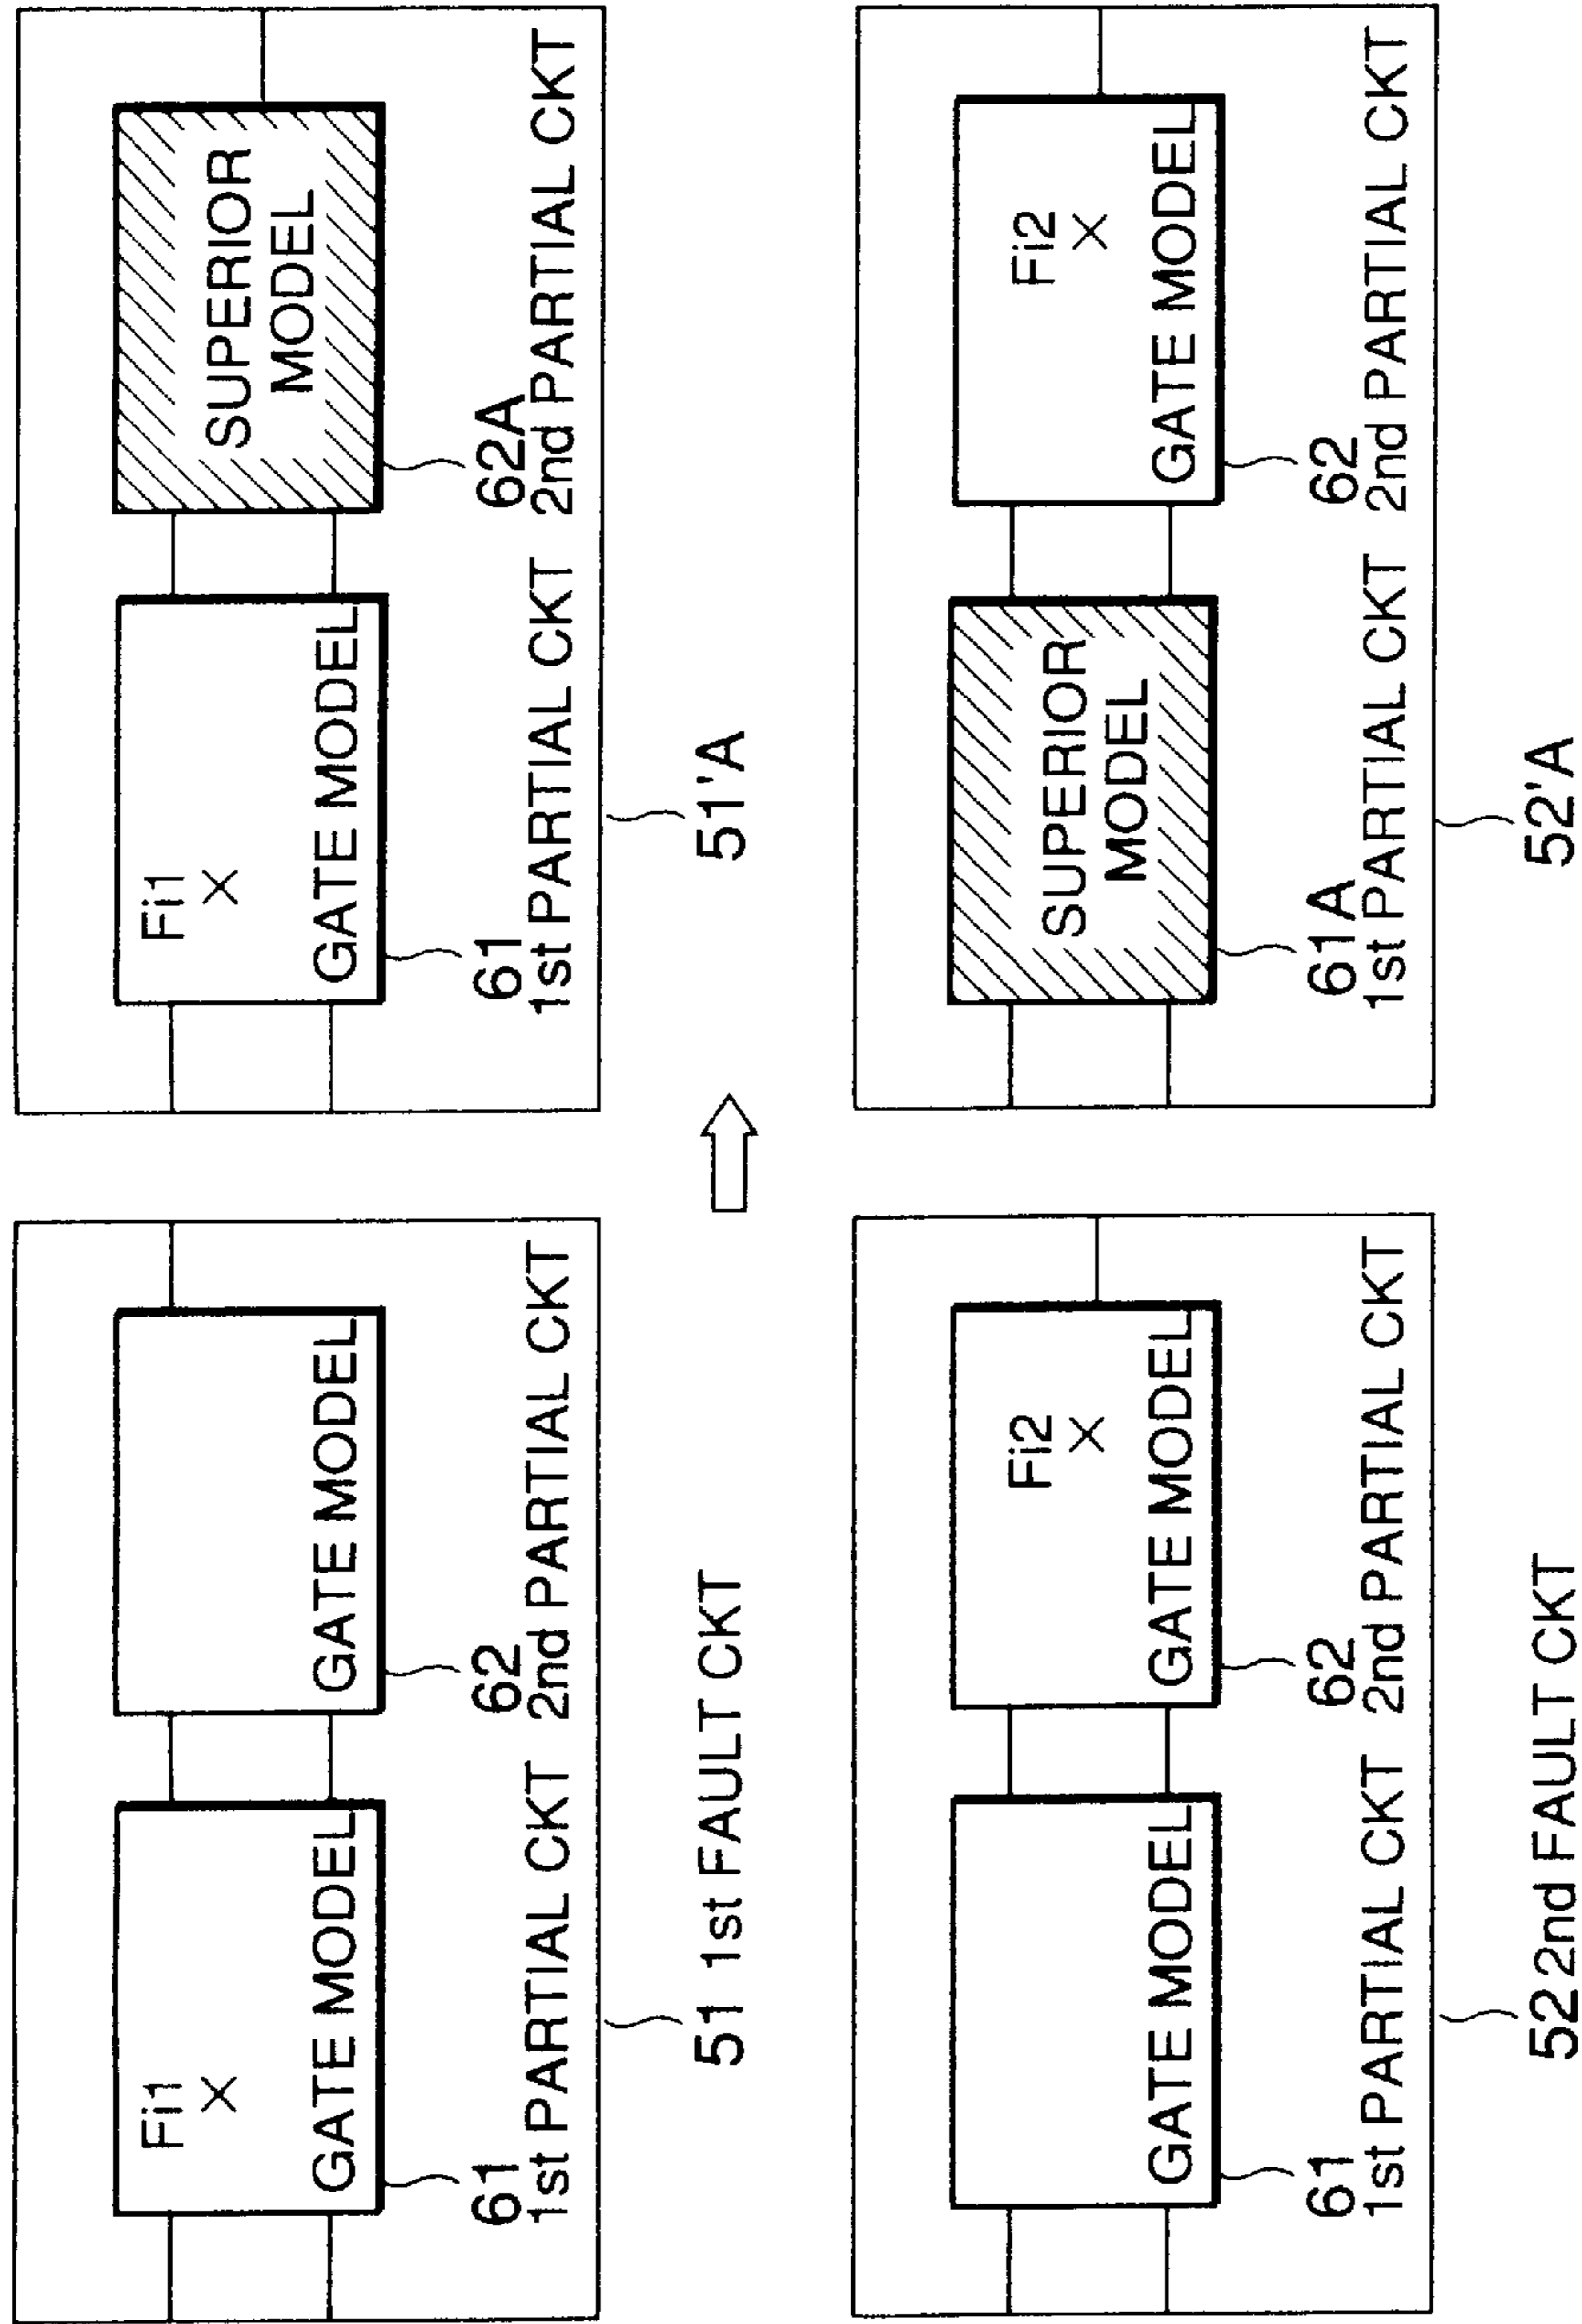 Fi1
GATE MODEL
61
1st PARTIAL CKT
GATE MODEL
62
2nd PARTIAL CKT
51 1st FAULT CKT
Fi1
GATE MODEL
61
1st PARTIAL CKT
SUPERIOR
MODEL
62A
2nd PARTIAL CKT
51'A
GATE MODEL
61
1st PARTIAL CKT
Fi2
GATE MODEL
62
2nd PARTIAL CKT
52 2nd FAULT CKT
SUPERIOR
MODEL
61A
1st PARTIAL CKT
Fi2
GATE MODEL
62
2nd PARTIAL CKT
52'A